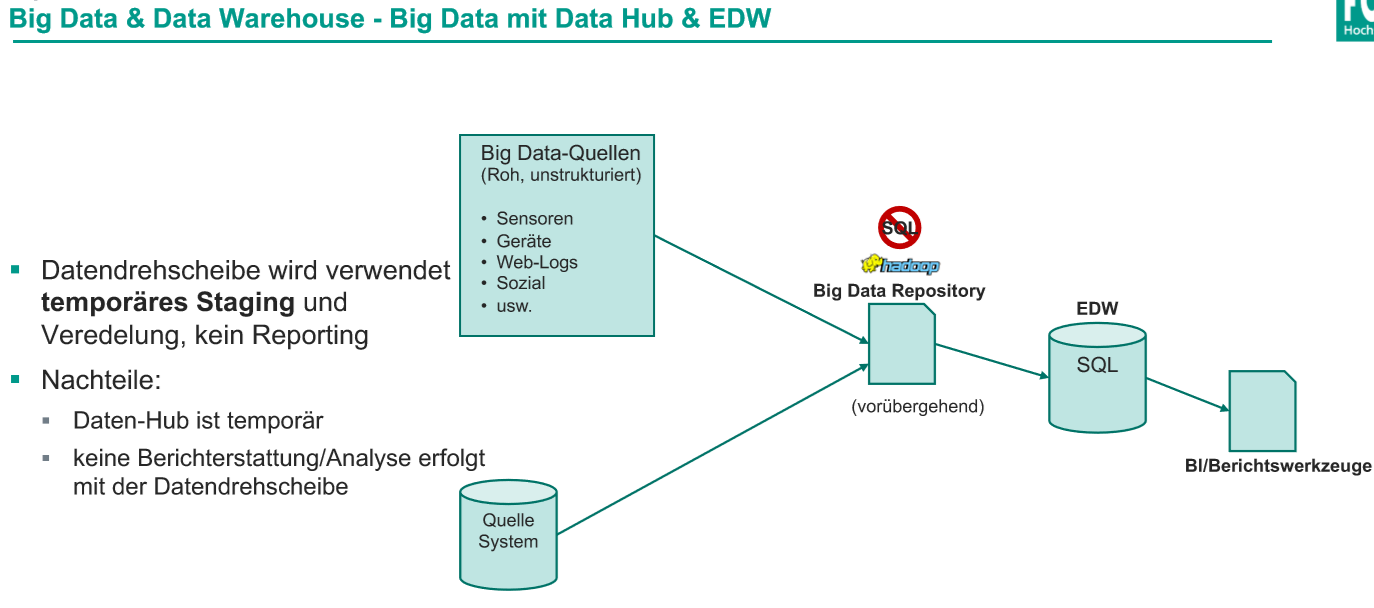 Big Data & Data Warehouse - Big Data mit Data Hub & EDW
Hoch
Big Data-Quellen
(Roh, unstrukturiert)
• Sensoren
• Geräte
• Web-Logs
• Sozial
• usw.
Datendrehscheibe wird verwendet
temporäres Staging und
Veredelung, kein Reporting
Nachteile:
Daten-Hub ist temporär
keine Berichterstattung/Analyse erfolgt
mit der Datendrehscheibe
Quelle
System
SQL
hadoop
Big Data Repository
(vorübergehend)
EDW
SQL
BI/Berichtswerkzeuge